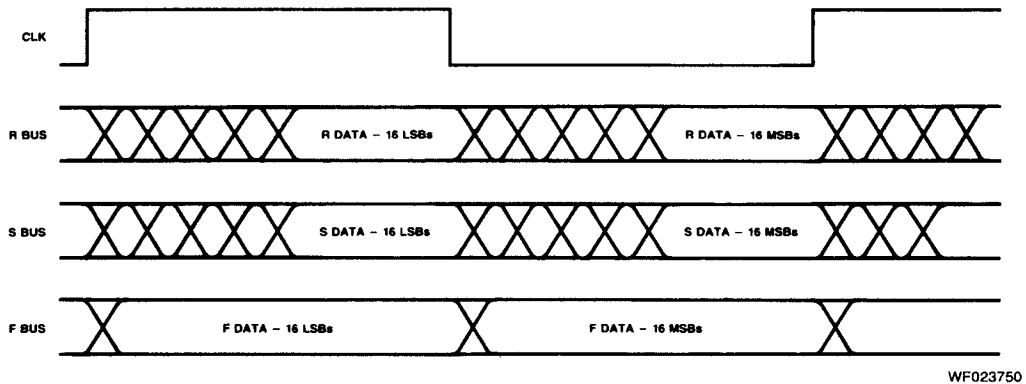 CLK
R BUS
R DATA – 16 LSBs
R DATA – 16 MSBs
S BUS
S DATA – 16 LSBs
S DATA – 16 MSBs
F BUS
F DATA – 16 LSBs
F DATA – 16 MSBs
WF023750